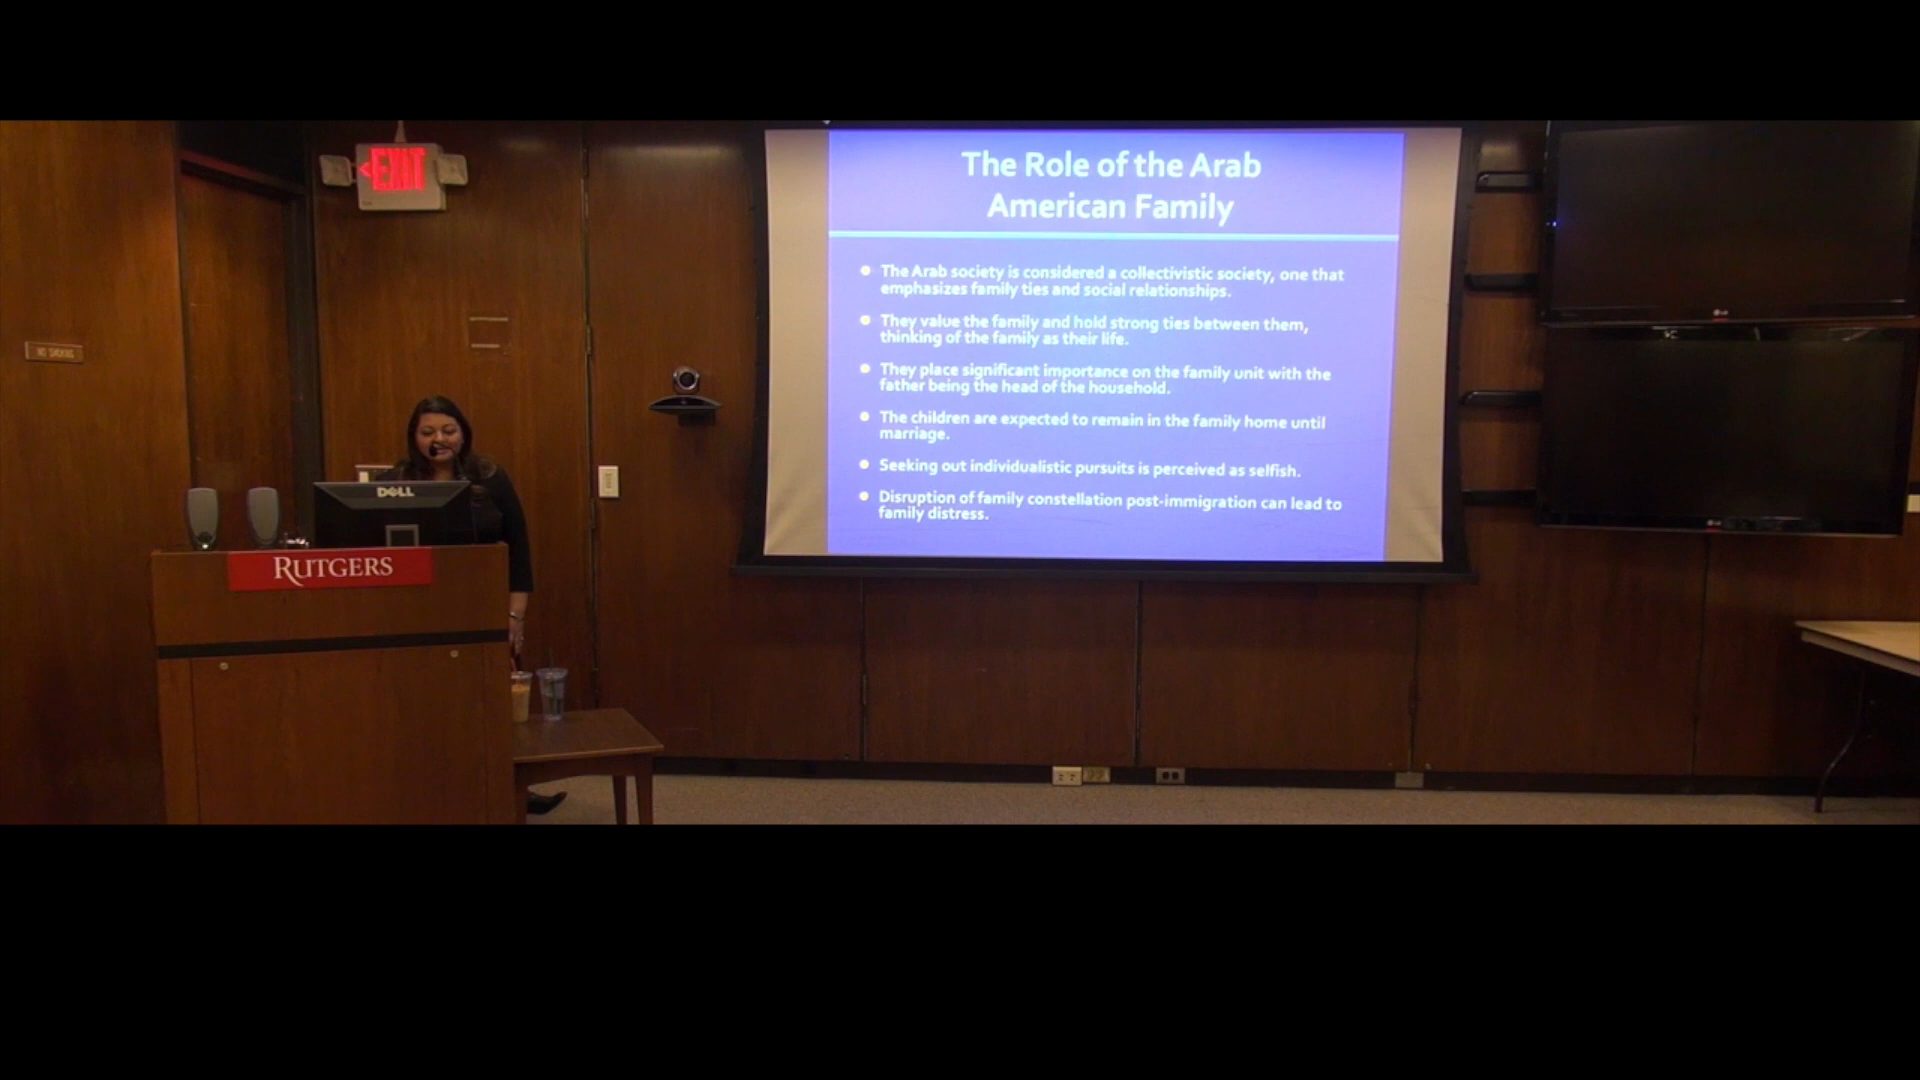 EXIT
NO SMOKING
DELL
RUTGERS
The Role of the Arab
American Family
The Arab society is considered a collectivistic society, one that
emphasizes family ties and social relationships.
They value the family and hold strong ties between them,
thinking of the family as their life.
They place significant importance on the family unit with the
father being the head of the household.
The children are expected to remain in the family home until
marriage.
Seeking out individualistic pursuits is perceived as selfish.
Disruption of family constellation post-immigration can lead to
family distress.
LG
LG